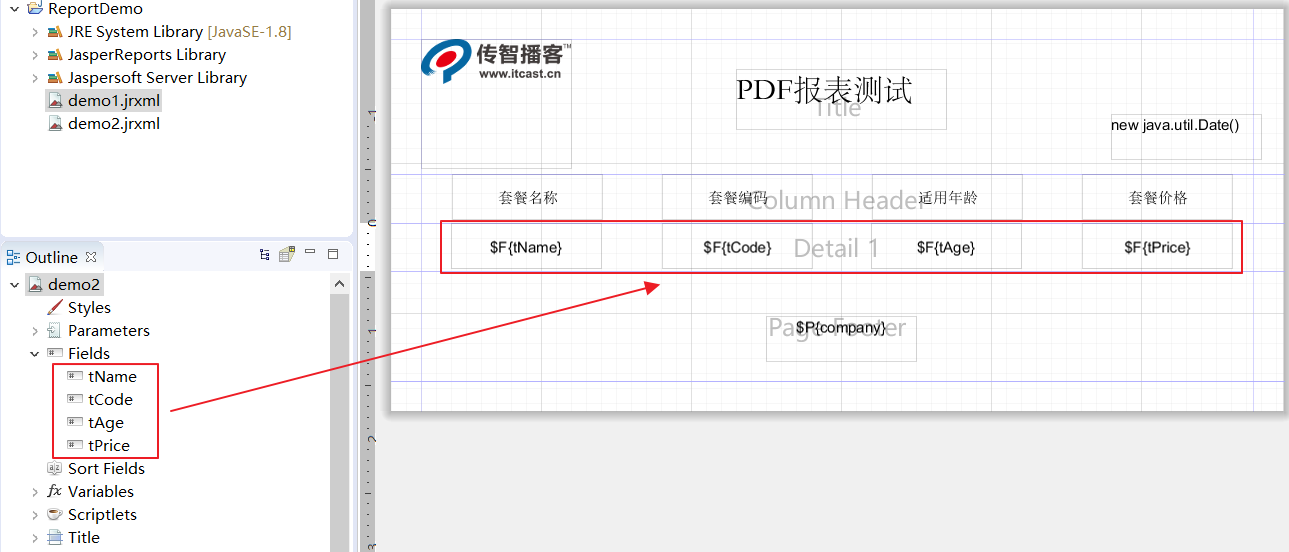 ReportDemo
JRE System Library [JavaSE-1.8]
JasperReports Library
Jaspersoft Server Library
demo1.jrxml
demo2.jrxml
Outline
demo2
Styles
Parameters
Fields
tName
tCode
tAge
tPrice
Sort Fields
Variables
Scriptlets
Title
传智播客™
www.itcast.cn
PDF报表测试
Title
new java.util.Date()
套餐名称 套餐编码 适用年龄 套餐价格
Column Header
$F{tName} $F{tCode} $F{tAge} $F{tPrice}
Detail 1
$P{company}
Page Footer
0
1
2
3